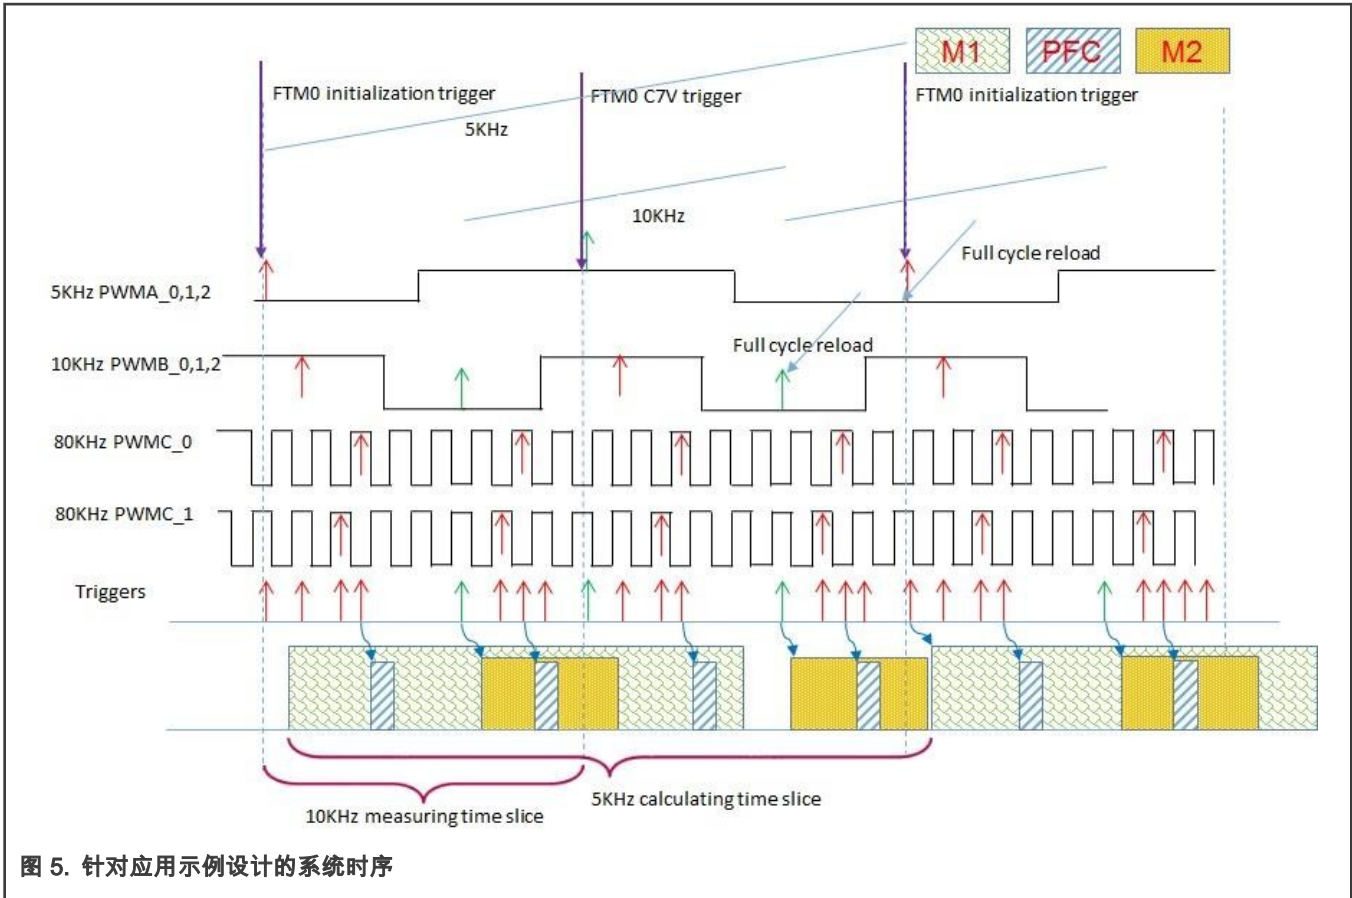 M1 PFC M2
FTM0 initialization trigger
FTM0 C7V trigger
FTM0 initialization trigger
5KHz
10KHz
Full cycle reload
5KHz PWMA_0,1,2
Full cycle reload
10KHz PWMB_0,1,2
80KHz PWMC_0
80KHz PWMC_1
Triggers
5KHz calculating time slice
10KHz measuring time slice
图 5. 针对应用示例设计的系统时序